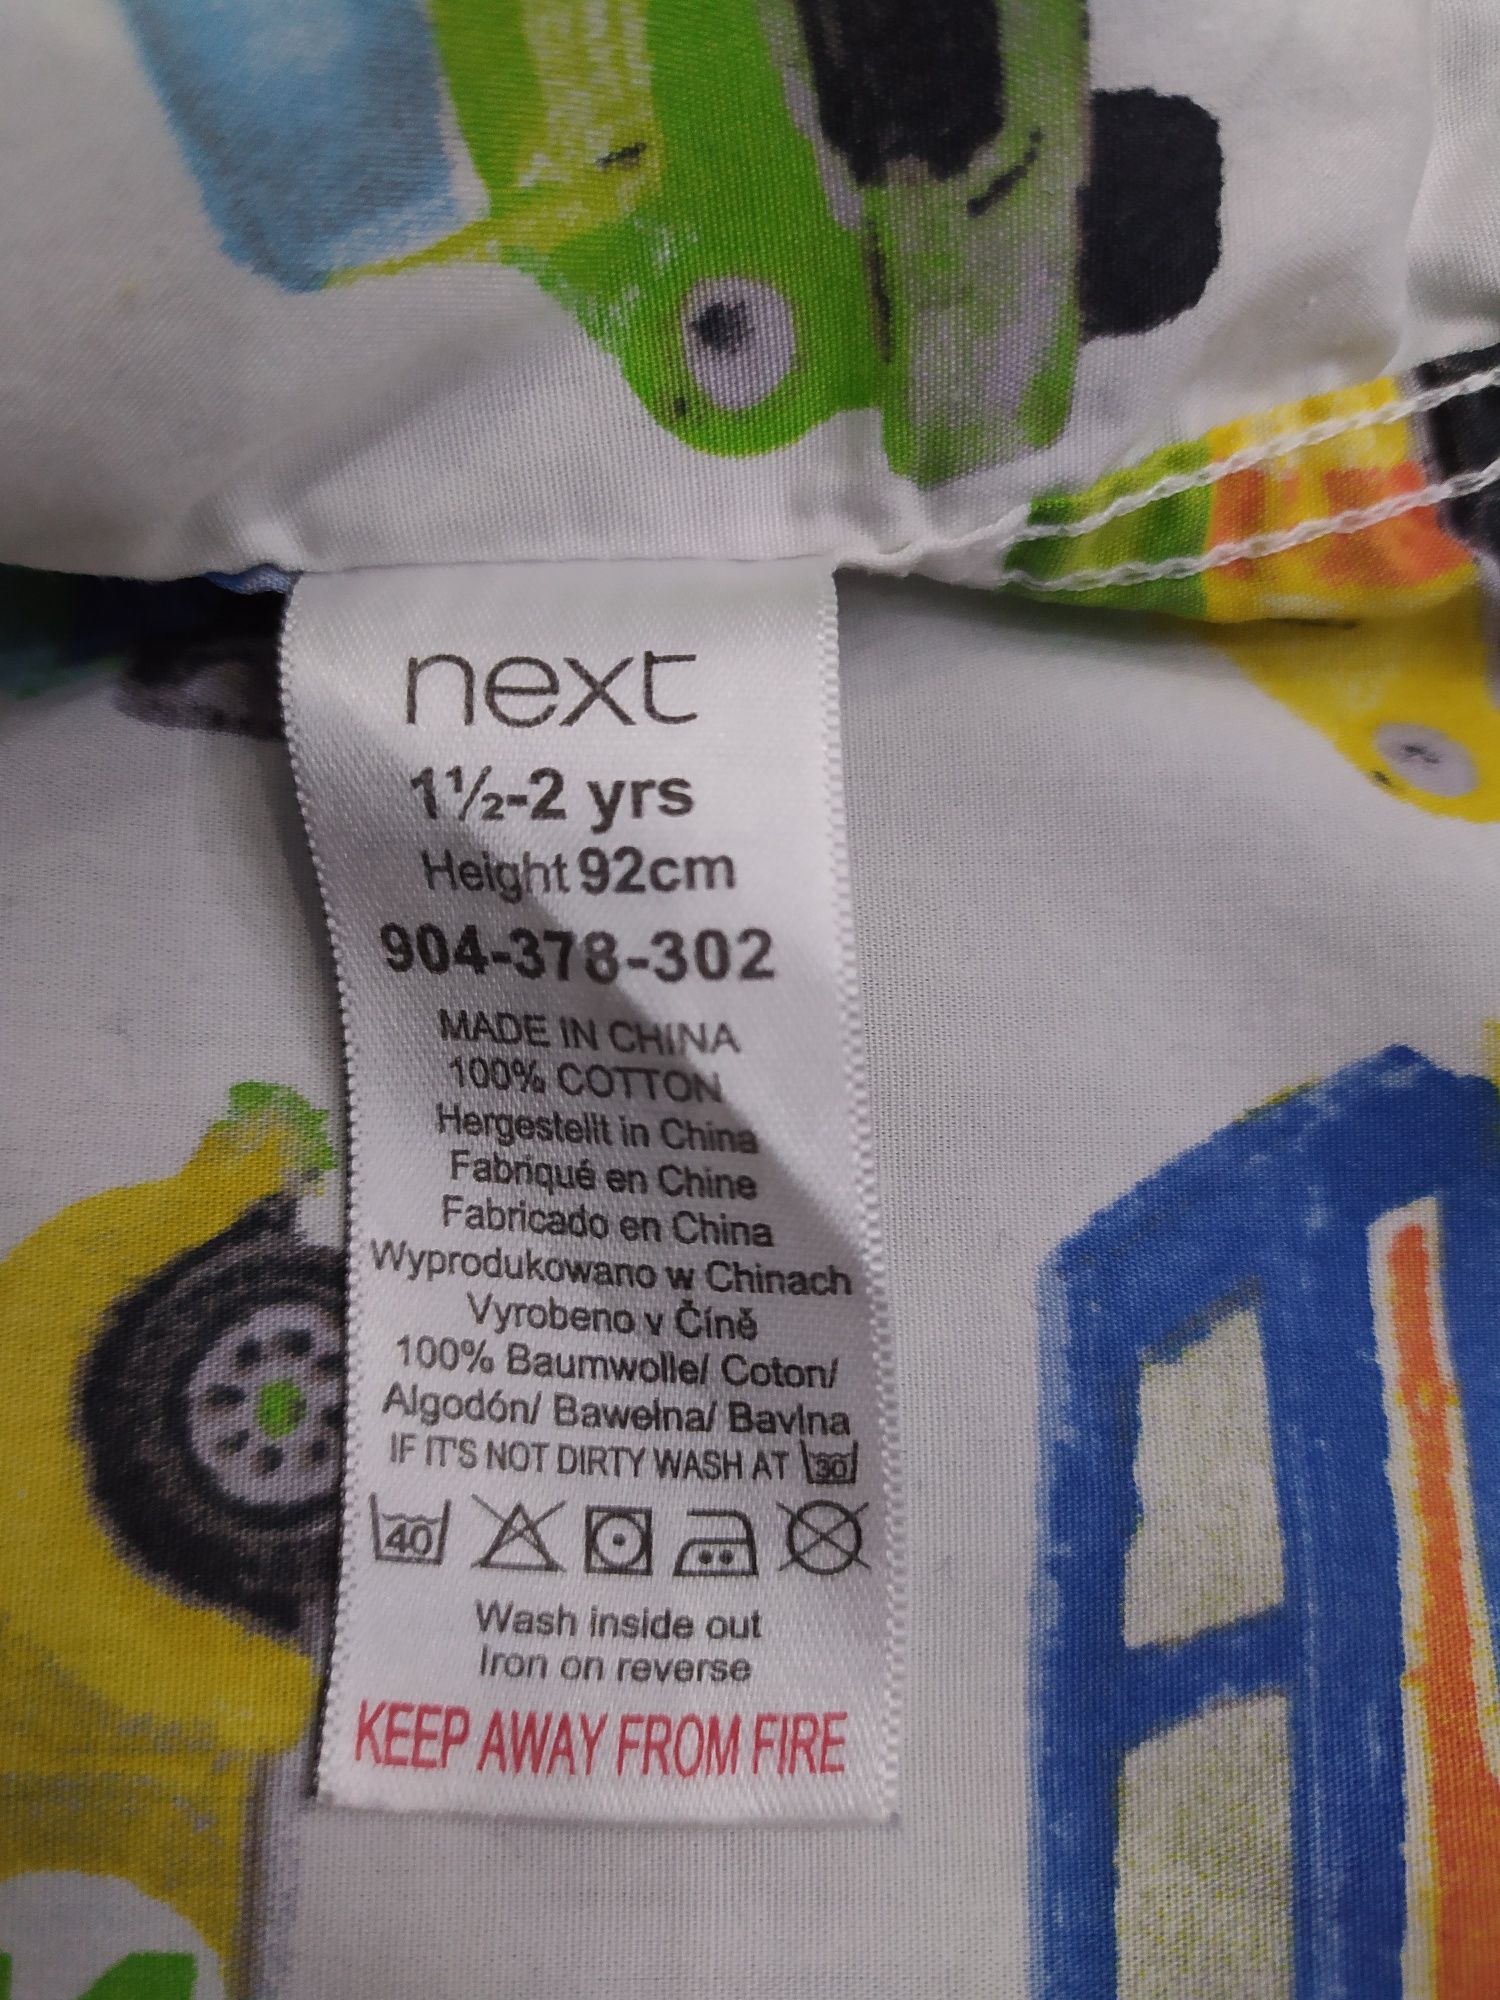 next
1½-2 yrs
Height 92cm
904-378-302
MADE IN CHINA
100% COTTON
Hergestellt in China
Fabriqué en Chine
Fabricado en China
Wyprodukowano w Chinach
Vyrobeno v Číně
100% Baumwolle/ Coton/
Algodón/ Bawełna/ Bavlna
IF IT'S NOT DIRTY WASH AT 30
40
Wash inside out
Iron on reverse
KEEP AWAY FROM FIRE